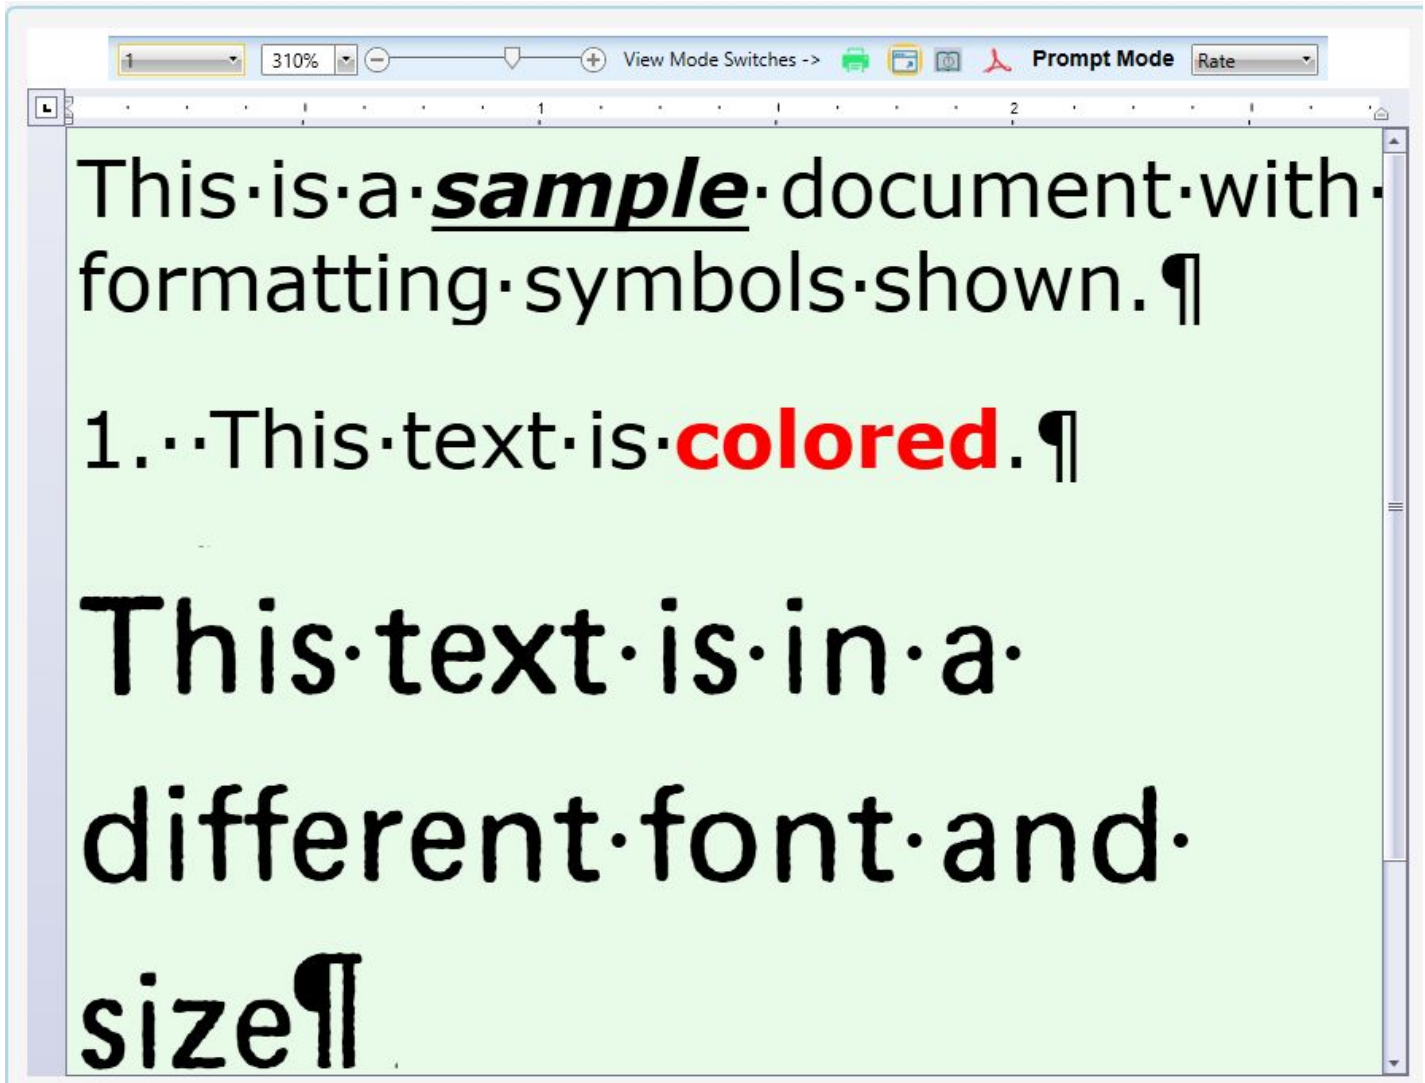 1 310% View Mode Switches -> Prompt Mode Rate
1 2
This·is·a·sample·document·with·
formatting·symbols·shown.¶
1.··This·text·is·colored.¶
This·text·is·in·a·
different·font·and·
size¶